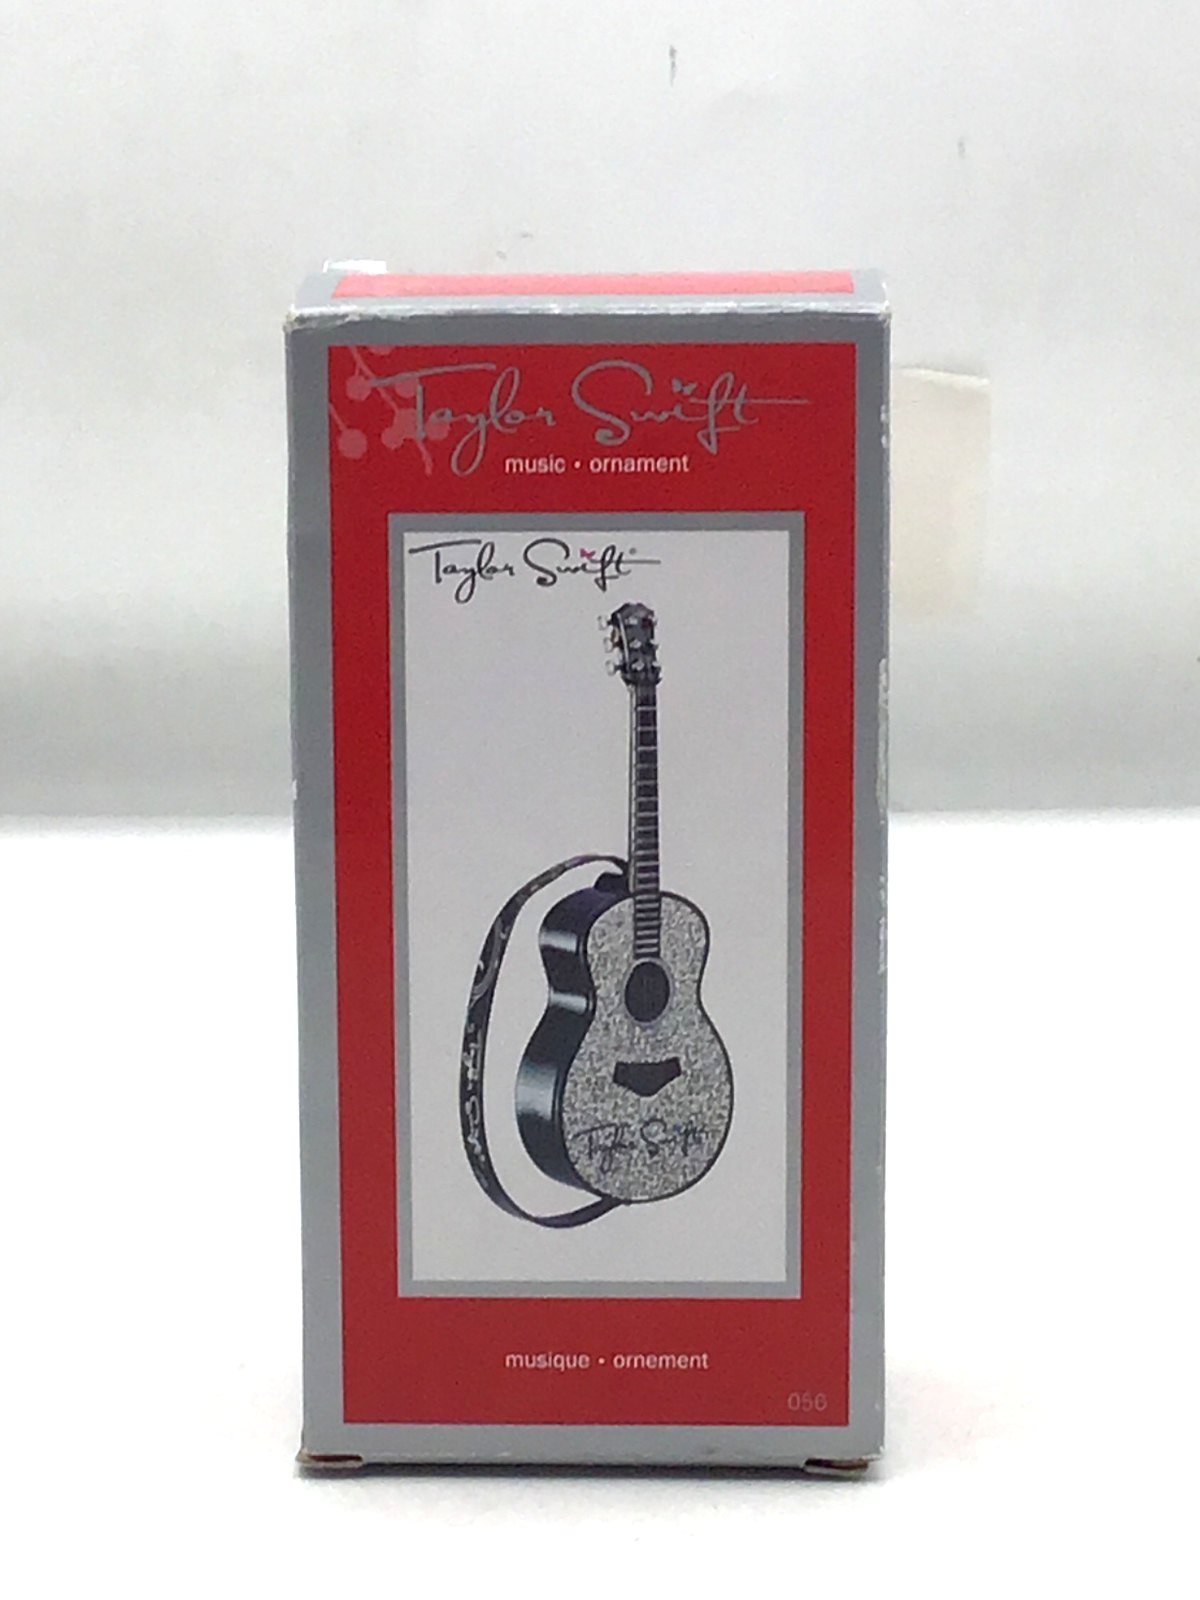 Taylor Swift
music • ornament
Taylor Swift®
Taylor Swift
musique • ornement
056